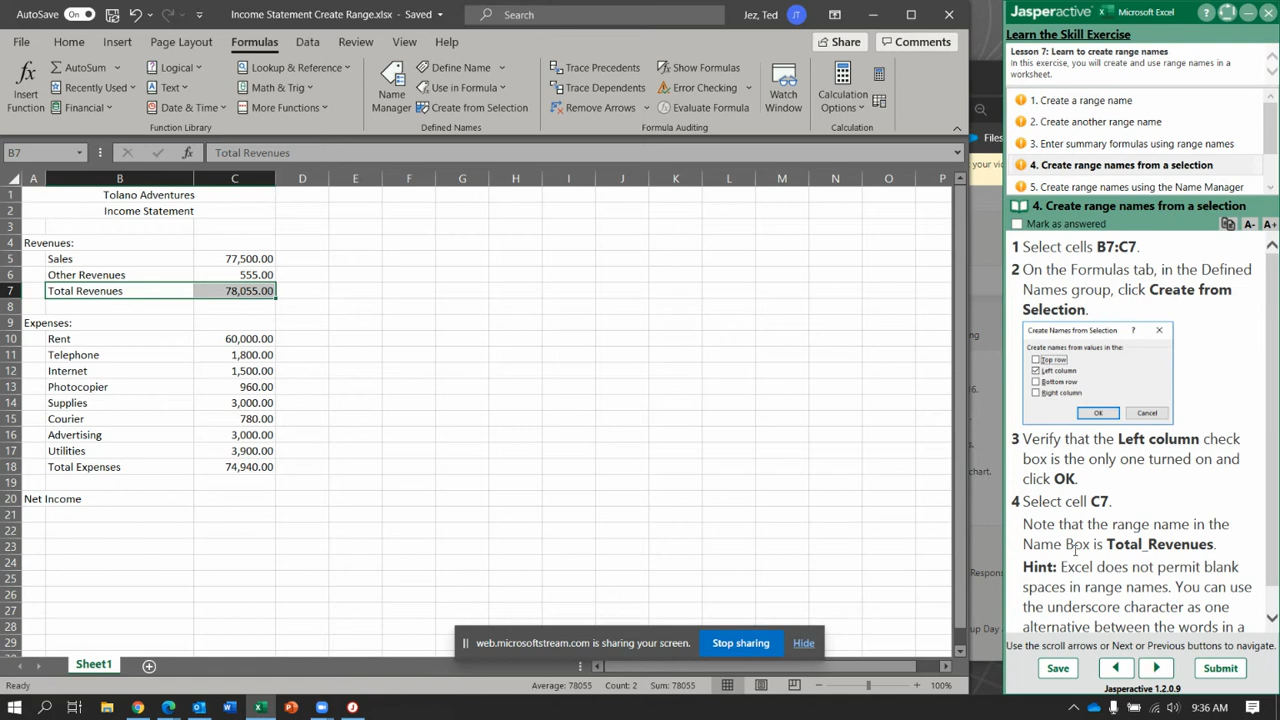 AutoSave On Income Statement Create Range.xlsx - Saved Search Jez, Ted JT
File Home Insert Page Layout Formulas Data Review View Help Share Comments
fx Insert Function
AutoSum Recently Used Financial
Logical Text Date & Time
Lookup & Reference Math & Trig More Functions
Function Library
Name Manager
Define Name Use in Formula Create from Selection
Defined Names
Trace Precedents Trace Dependents Remove Arrows
Show Formulas Error Checking Evaluate Formula
Formula Auditing
Watch Window
Calculation Options
Calculation
B7 fx Total Revenues
A B C E F G H I J K L M N O P
1 Tolano Adventures
2 Income Statement
3
4 Revenues:
5 Sales 77,500.00
6 Other Revenues 555.00
7 Total Revenues 78,055.00
8
9 Expenses:
10 Rent 60,000.00
11 Telephone 1,800.00
12 Internet 1,500.00
13 Photocopier 960.00
14 Supplies 3,000.00
15 Courier 780.00
16 Advertising 3,000.00
17 Utilities 3,900.00
18 Total Expenses 74,940.00
19
20 Net Income
21
22
23
24
25
26
27
28
29
web.microsoftstream.com is sharing your screen. Stop sharing Hide
Sheet1
Ready Average: 78055 Count: 2 Sum: 78,055 100%
Files
your vid
Jasperactive Microsoft Excel
Learn the Skill Exercise
Lesson 7: Learn to create range names
In this exercise, you will create and use range names in a
worksheet.
1. Create a range name
2. Create another range name
3. Enter summary formulas using range names
4. Create range names from a selection
5. Create range names using the Name Manager
4. Create range names from a selection
Mark as answered A- A+
1 Select cells B7:C7.
2 On the Formulas tab, in the Defined
Names group, click Create from
Selection.
Create Names from Selection ?
Create names from values in the:
Top row
Left column
Bottom row
Right column
OK Cancel
3 Verify that the Left column check
box is the only one turned on and
click OK.
4 Select cell C7.
Note that the range name in the
Name Box is Total_Revenues.
Hint: Excel does not permit blank
spaces in range names. You can use
the underscore character as one
alternative between the words in a
Use the scroll arrows or Next or Previous buttons to navigate.
Save Submit
Jasperactive 1.2.0.9
9:36 AM